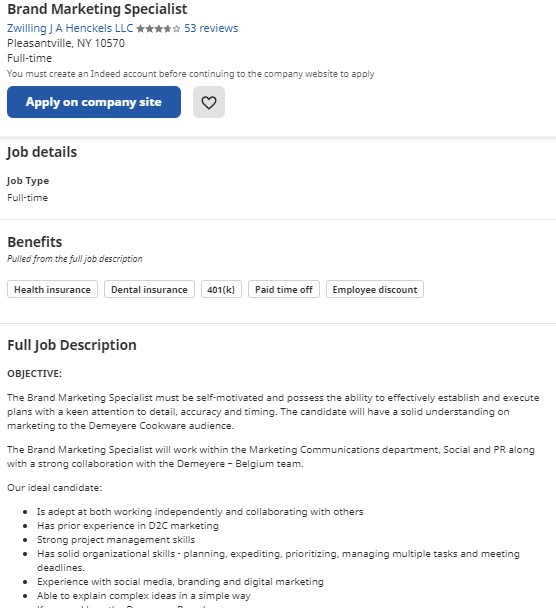 Brand Marketing Specialist
Zwilling J A Henckels LLC ★★★★☆ 53 reviews
Pleasantville, NY 10570
Full-time
You must create an Indeed account before continuing to the company website to apply
Apply on company site
Job details
Job Type
Full-time
Benefits
Pulled from the full job description
Health insurance Dental insurance 401(k) Paid time off Employee discount
Full Job Description
OBJECTIVE:
The Brand Marketing Specialist must be self-motivated and possess the ability to effectively establish and execute
plans with a keen attention to detail, accuracy and timing. The candidate will have a solid understanding on
marketing to the Demeyere Cookware audience.
The Brand Marketing Specialist will work within the Marketing Communications department, Social and PR along
with a strong collaboration with the Demeyere – Belgium team.
Our ideal candidate:
• Is adept at both working independently and collaborating with others
• Has prior experience in D2C marketing
• Strong project management skills
• Has solid organizational skills - planning, expediting, prioritizing, managing multiple tasks and meeting
deadlines.
• Experience with social media, branding and digital marketing
• Able to explain complex ideas in a simple way